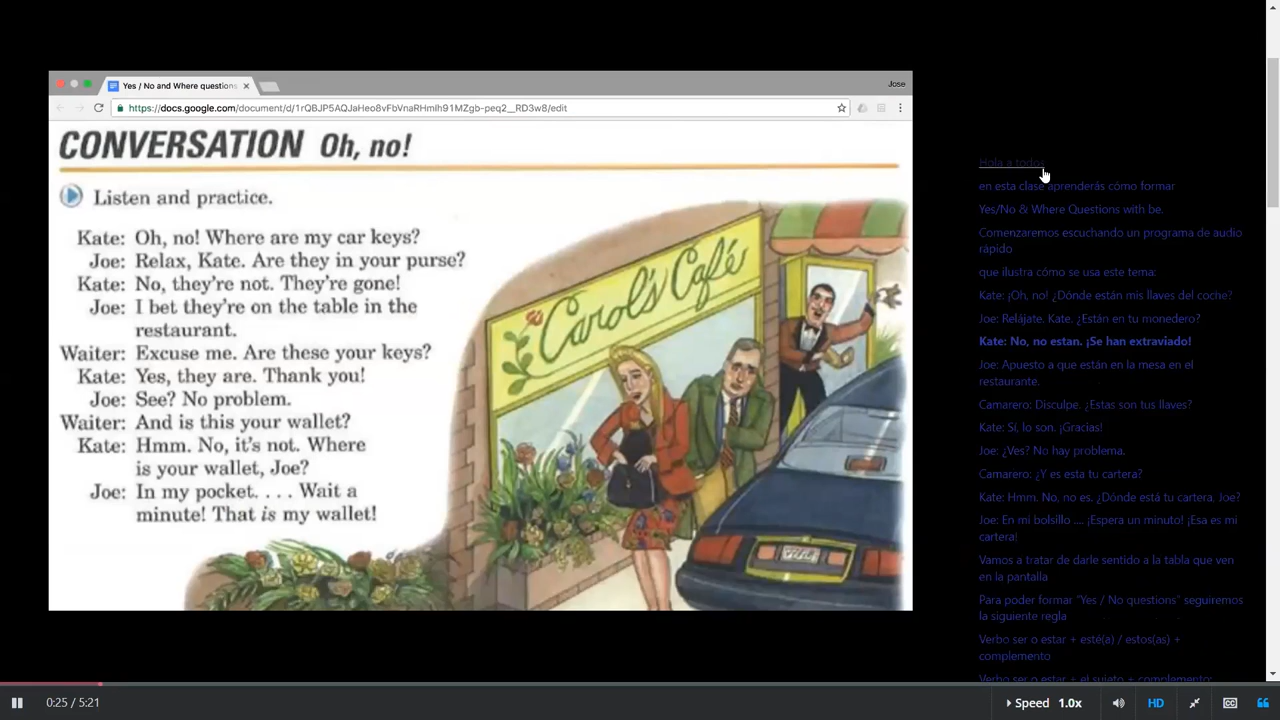 Yes / No and Where questions
Jose
https://docs.google.com/document/d/1rQBJP5AQJaHeo8vFbVnaRHmIh91MZgb-peq2__RD3w8/edit
CONVERSATION Oh, no!
Listen and practice.
Kate: Oh, no! Where are my car keys?
Joe: Relax, Kate. Are they in your purse?
Kate: No, they're not. They're gone!
Joe: I bet they're on the table in the
restaurant.
Waiter: Excuse me. Are these your keys?
Kate: Yes, they are. Thank you!
Joe: See? No problem.
Waiter: And is this your wallet?
Kate: Hmm. No, it's not. Where
is your wallet, Joe?
Joe: In my pocket. . . . Wait a
minute! That is my wallet!
Carol's Café
Hola a todos
en esta clase aprenderás cómo formar
Yes/No & Where Questions with be.
Comenzaremos escuchando un programa de audio
rápido
que ilustra cómo se usa este tema:
Kate: ¡Oh, no! ¿Dónde están mis llaves del coche?
Joe: Relájate. Kate. ¿Están en tu monedero?
Kate: No, no estan. ¡Se han extraviado!
Joe: Apuesto a que están en la mesa en el
restaurante.
Camarero: Disculpe. ¿Estas son tus llaves?
Kate: Sí, lo son. ¡Gracias!
Joe: ¿Ves? No hay problema.
Camarero: ¿Y es esta tu cartera?
Kate: Hmm. No, no es. ¿Dónde está tu cartera. Joe?
Joe: En mi bolsillo .... ¡Espera un minuto! ¡Esa es mi
cartera!
Vamos a tratar de darle sentido a la tabla que ven
en la pantalla
Para poder formar "Yes / No questions" seguiremos
la siguiente regla
Verbo ser o estar + esté(a) / estos(as) +
complemento
Verbo ser o estar + el sujeto + complemento:
0:25 / 5:21
Speed 1.0x
HD
CC